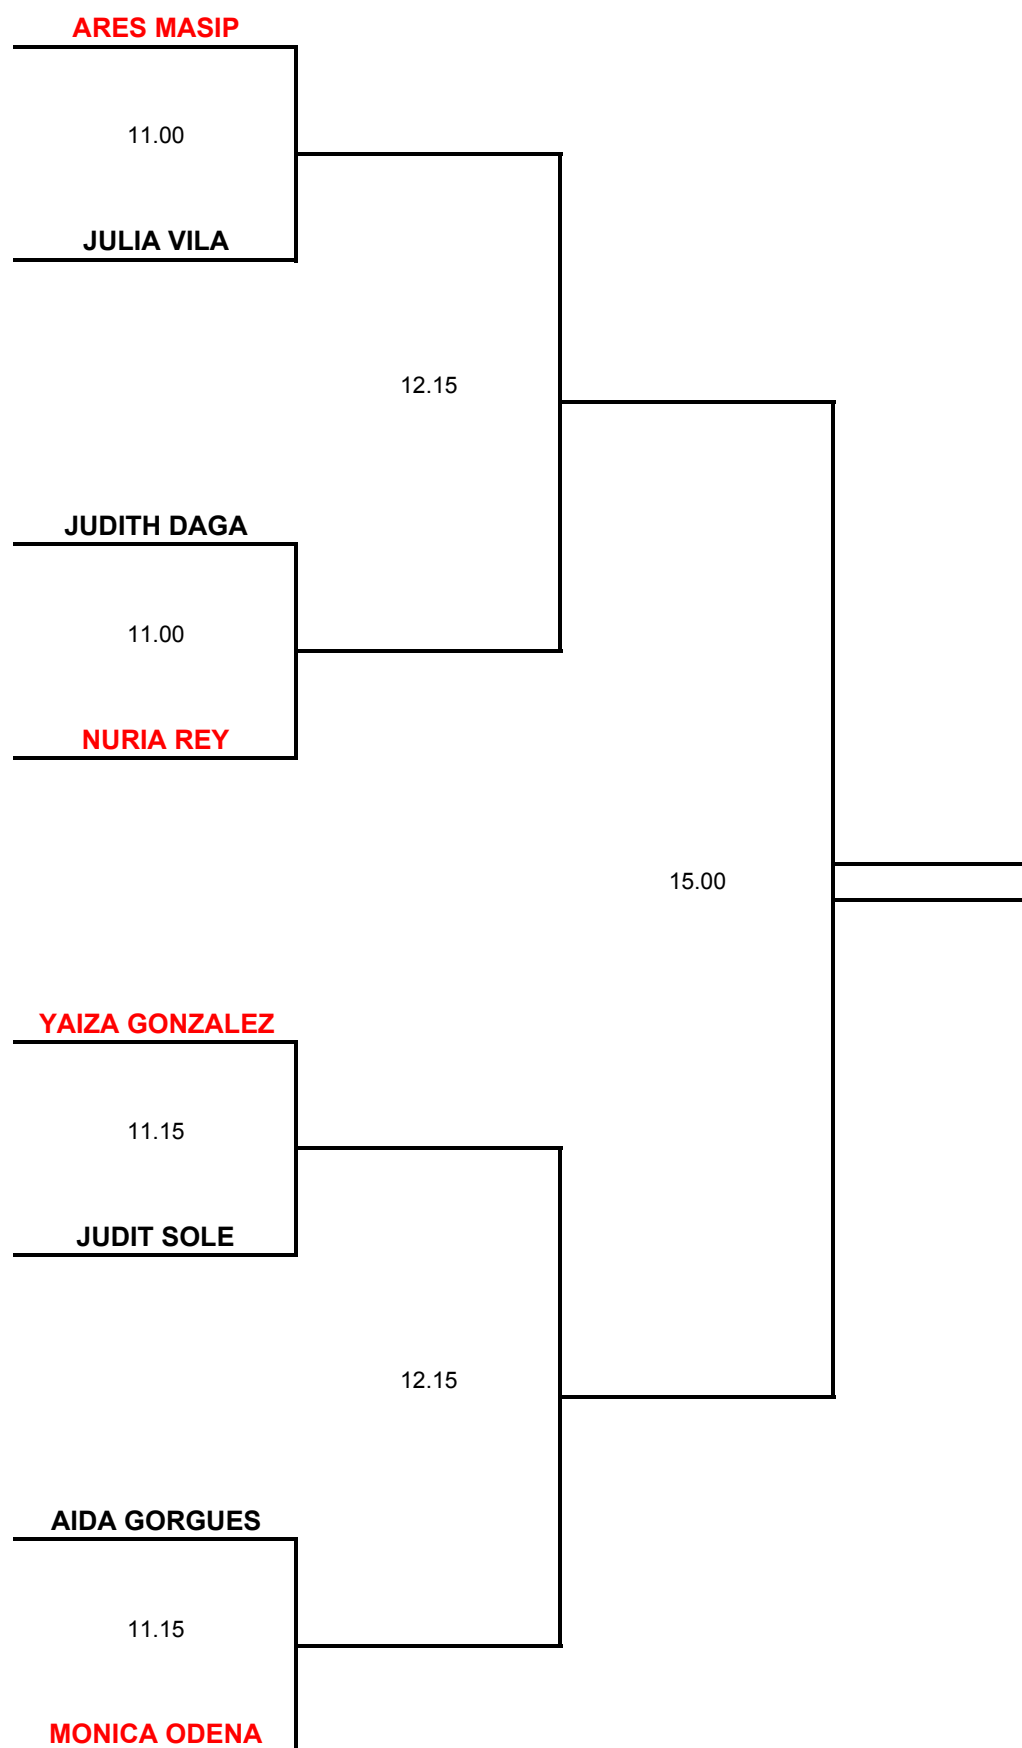 ARES MASIP
11.00
JULIA VILA
12.15
JUDITH DAGA
11.00
NURIA REY
15.00
YAIZA GONZALEZ
11.15
JUDIT SOLE
12.15
AIDA GORGUES
11.15
MONICA ODENA